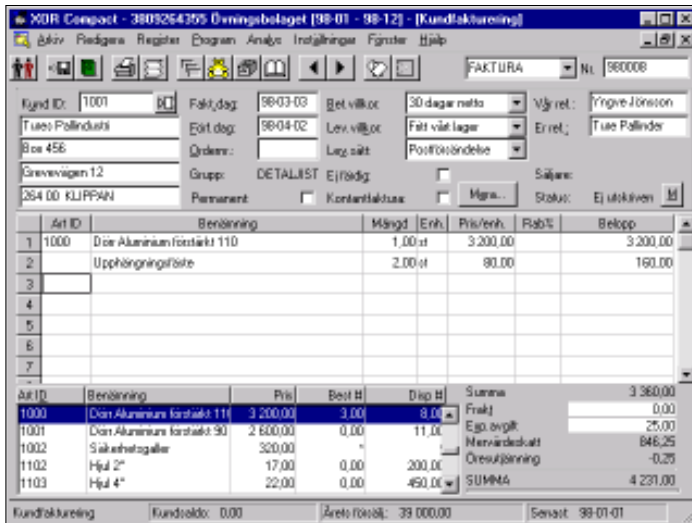 XOR Compact - 3809264355 Övningsbolaget [98-01 - 98-12] - [Kundfakturering]
Arkiv Redigera Register Program Analys Inställningar Fönster Hjälp
FAKTURA Nr. 980008
Kund ID: 1001 Fakt.dag: 98-03-03 Bet.villkor: 30 dagar netto Vår ref.: Yngve Jönsson
Tures Pallindustri Förf.dag: 98-04-02 Lev.villkor: Fritt vårt lager Er ref.: Ture Pallinder
Box 456 Ordernr.: Lev.sätt: Postförsändelse
Grevevägen 12 Grupp: DETALJIST Ej färdig: Säljare:
264 00 KLIPPAN Permanent: Kontantfaktura: Mera... Status: Ej utskriven M
Art ID Benämning Mängd Enh. Pris/enh. Rab% Belopp
1 1000 Dörr Aluminium förstärkt 110 1,00 st 3 200,00 3 200,00
2 Upphängningsfäste 2,00 st 80,00 160,00
3
4
5
6
7
Art ID Benämning Pris Best # Disp # Summa 3 360,00
1000 Dörr Aluminium förstärkt 110 3 200,00 3,00 8,00 Frakt 0,00
1001 Dörr Aluminium förstärkt 90 2 600,00 0,00 11,00 Exp.avgift 25,00
1002 Säkerhetsgaller 320,00 * Mervärdeskatt 846,25
1102 Hjul 2" 17,00 0,00 200,00 Öresutjämning -0,25
1103 Hjul 4" 22,00 0,00 450,00 SUMMA 4 231,00
Kundfakturering Kundsaldo: 0,00 Årets försälj.: 39 000,00 Senast: 98-01-01